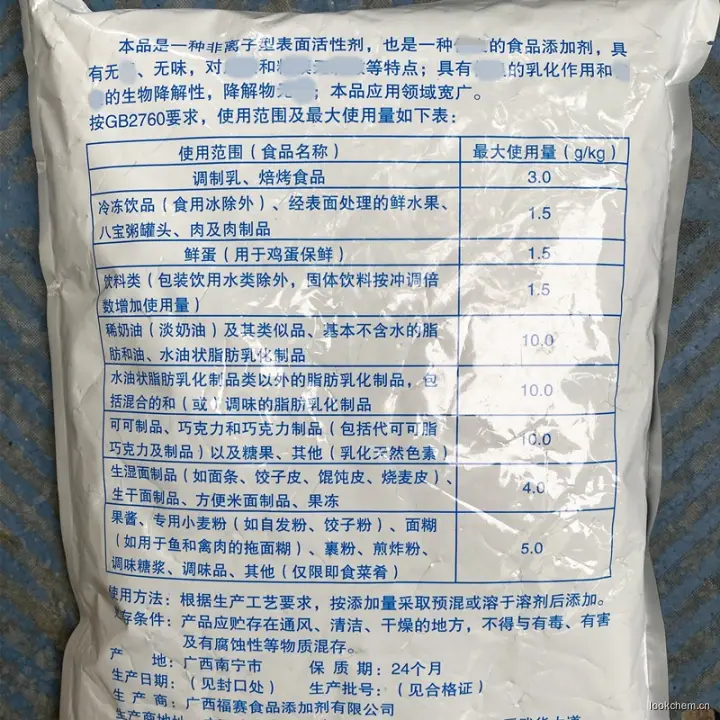 本品是一种非离子型表面活性剂，也是一种 的食品添加剂，具
有无 、无味，对 和 等特点；具有 的乳化作用和
的生物降解性，降解物 ；本品应用领域宽广。
按GB2760要求，使用范围及最大使用量如下表：
使用范围（食品名称） 最大使用量（g/kg）
调制乳、焙烤食品 3.0
冷冻饮品（食用冰除外）、经表面处理的鲜水果、
八宝粥罐头、肉及肉制品 1.5
鲜蛋（用于鸡蛋保鲜） 1.5
饮料类（包装饮用水类除外，固体饮料按冲调倍
数增加使用量） 1.5
稀奶油（淡奶油）及其类似品、基本不含水的脂
肪和油、水油状脂肪乳化制品 10.0
水油状脂肪乳化制品类以外的脂肪乳化制品，包
括混合的和（或）调味的脂肪乳化制品 10.0
可可制品、巧克力和巧克力制品（包括代可可脂
巧克力及制品）以及糖果、其他（乳化天然色素） 10.0
生湿面制品（如面条、饺子皮、馄饨皮、烧麦皮）、
生干面制品、方便米面制品、果冻 4.0
果酱、专用小麦粉（如自发粉、饺子粉）、面糊
（如用于鱼和禽肉的拖面糊）、裹粉、煎炸粉、
调味糖浆、调味品、其他（仅限即食菜肴） 5.0
使用方法：根据生产工艺要求，按添加量采取预混或溶于溶剂后添加。
贮存条件：产品应贮存在通风、清洁、干燥的地方，不得与有毒、有害
及有腐蚀性等物质混存。
产 地：广西南宁市 保 质 期：24个月
生产日期：（见封口处） 生产批号：（见合格证）
生 产 商：广西福赛食品添加剂有限公司
生产商地址：
lookchem.cn